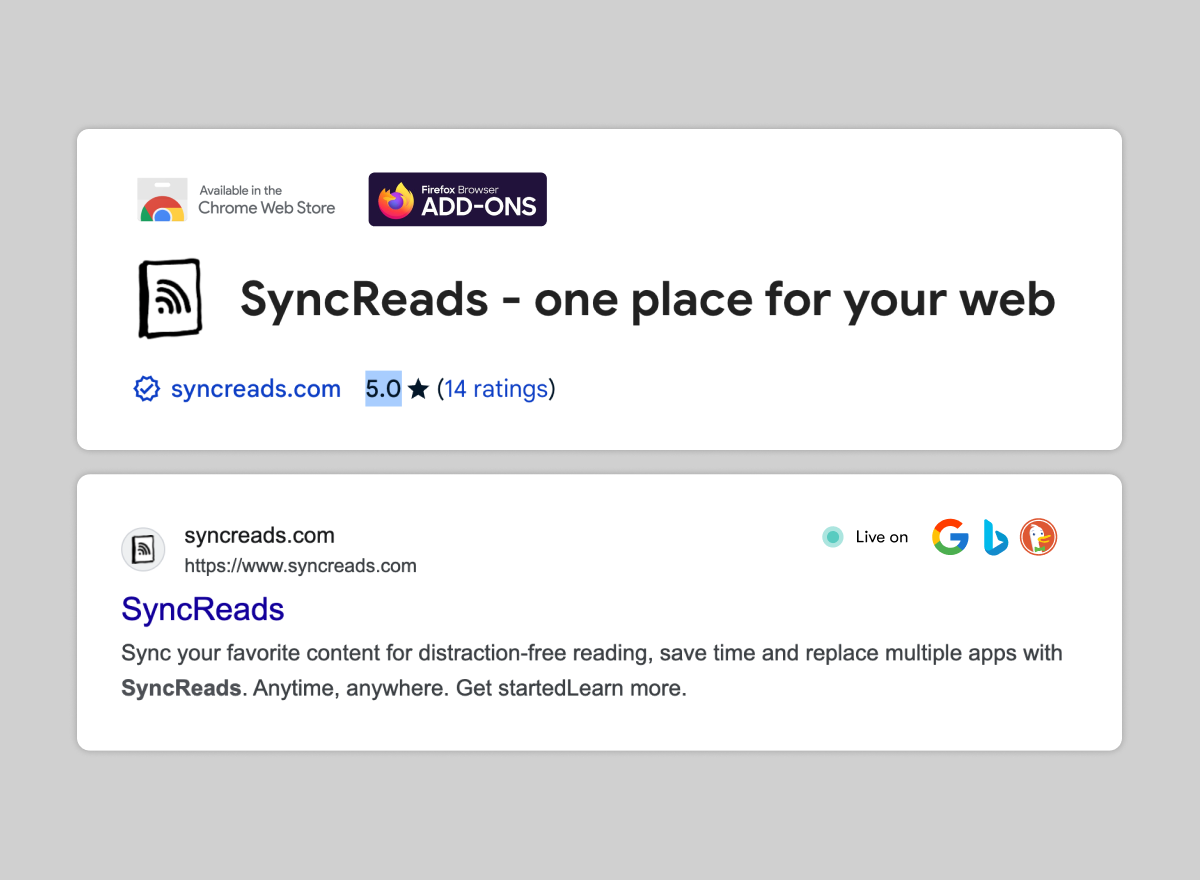 Available in the
Chrome Web Store
Firefox Browser
ADD-ONS
SyncReads - one place for your web
syncreads.com 5.0 ★ (14 ratings)
syncreads.com
https://www.syncreads.com
Live on
SyncReads
Sync your favorite content for distraction-free reading, save time and replace multiple apps with
SyncReads. Anytime, anywhere. Get startedLearn more.